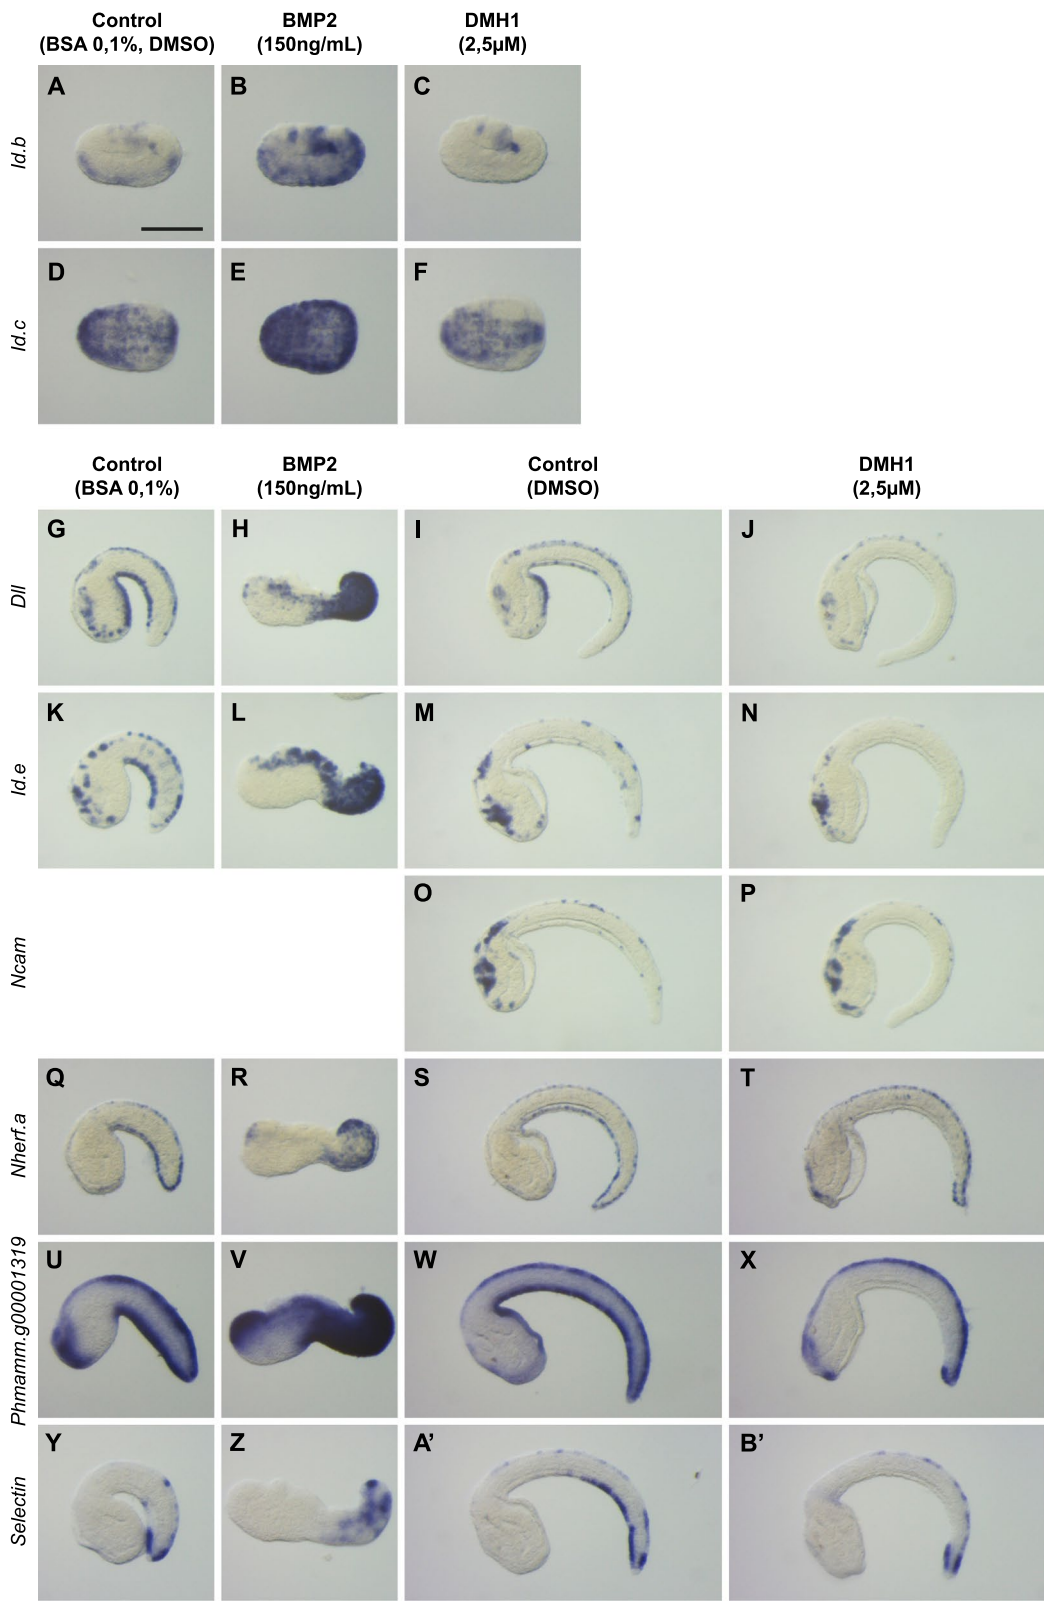 Control
(BSA 0,1%, DMSO)
BMP2
(150ng/mL)
DMH1
(2,5µM)
Id.b
A
B
C
Id.c
D
E
F
Control
(BSA 0,1%)
BMP2
(150ng/mL)
Control
(DMSO)
DMH1
(2,5µM)
Dll
G
H
I
J
Id.e
K
L
M
N
Ncam
O
P
Nherf.a
Q
R
S
T
Phmamm.g00001319
U
V
W
X
Selectin
Y
Z
A’
B’